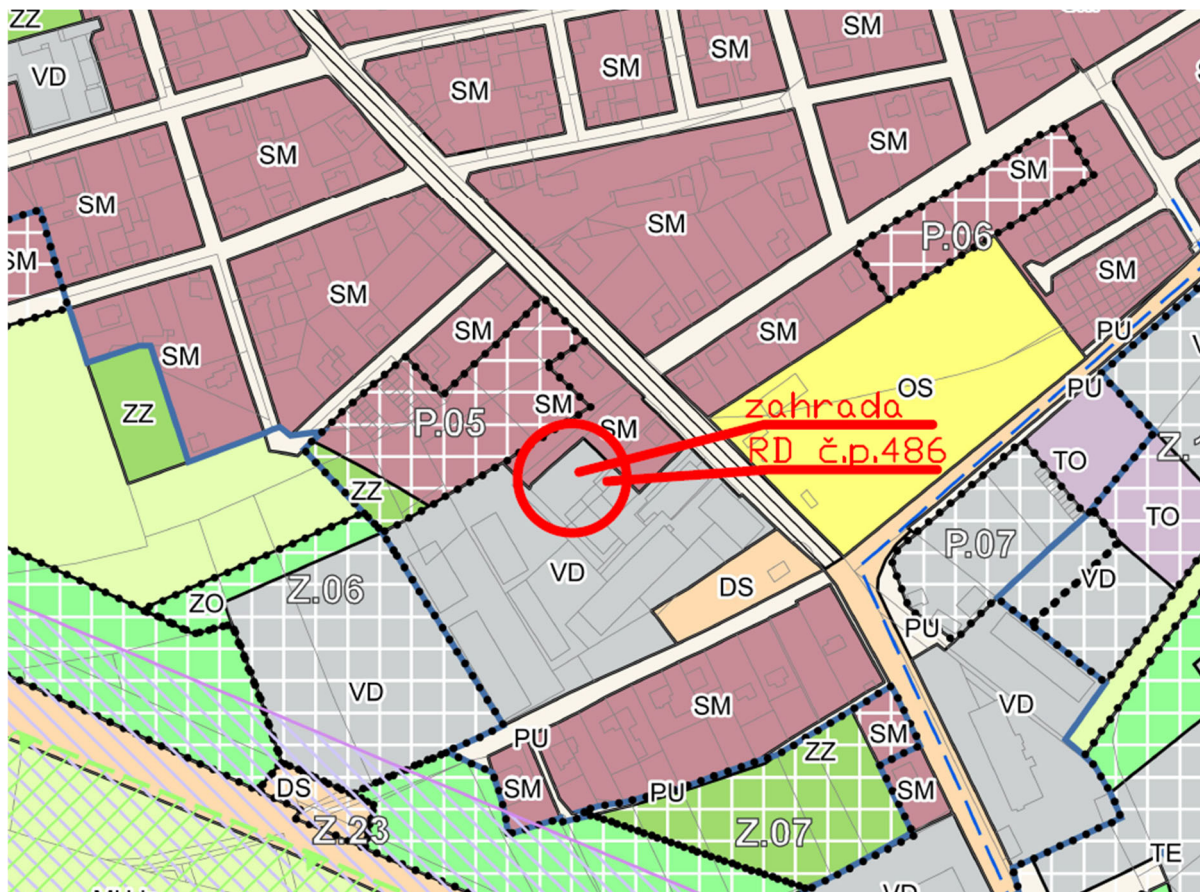 ZZ
SM
VD
SM
SM
SM
SM
SM
SM
SM
SM
SM
SM
P.06
SM
SM
SM
SM
SM
SM
PU
ZZ
OS
PU
SM
P.05
SM
zahrada
RD č.p.486
ZZ
TO
Z.
TO
P.07
VD
VD
DS
Z.06
ZO
PU
VD
SM
VD
PU
SM
ZZ
DS
SM
PU
SM
Z.23
Z.07
TE
VD